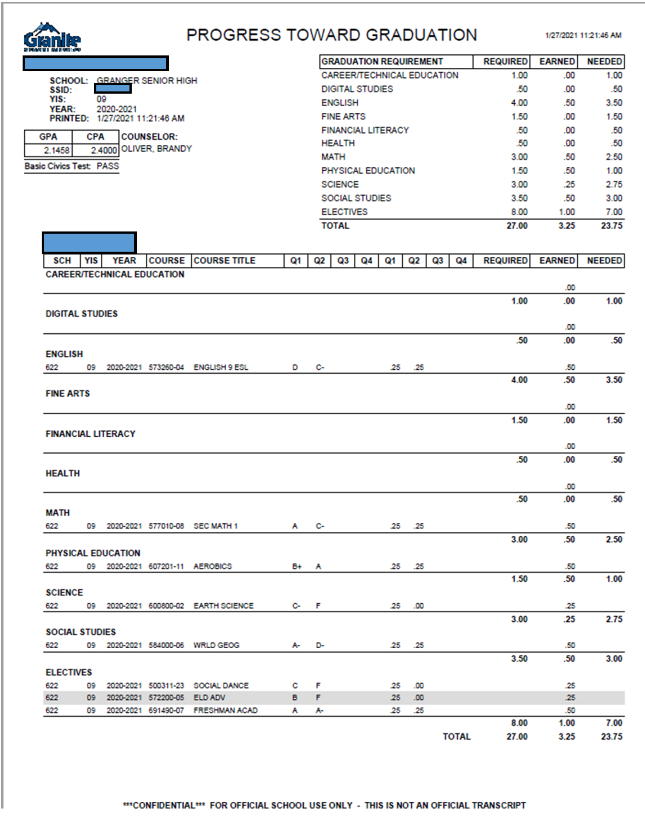 Granite
PROGRESS TOWARD GRADUATION
1/27/2021 11:21:46 AM
SCHOOL: GRANGER SENIOR HIGH
SSID:
YIS: 09
YEAR: 2020-2021
PRINTED: 1/27/2021 11:21:46 AM
GPA CPA COUNSELOR:
2.1458 2.4000 OLIVER, BRANDY
Basic Civics Test: PASS
GRADUATION REQUIREMENT REQUIRED EARNED NEEDED
CAREER/TECHNICAL EDUCATION 1.00 .00 1.00
DIGITAL STUDIES .50 .00 .50
ENGLISH 4.00 .50 3.50
FINE ARTS 1.50 .00 1.50
FINANCIAL LITERACY .50 .00 .50
HEALTH .50 .00 .50
MATH 3.00 .50 2.50
PHYSICAL EDUCATION 1.50 .50 1.00
SCIENCE 3.00 .25 2.75
SOCIAL STUDIES 3.50 .50 3.00
ELECTIVES 8.00 1.00 7.00
TOTAL 27.00 3.25 23.75
SCH YIS YEAR COURSE COURSE TITLE Q1 Q2 Q3 Q4 Q1 Q2 Q3 Q4 REQUIRED EARNED NEEDED
CAREER/TECHNICAL EDUCATION
.00
1.00 .00 1.00
DIGITAL STUDIES
.00
.50 .00 .50
ENGLISH
622 09 2020-2021 573260-04 ENGLISH 9 ESL D C- .25 .25 .50
4.00 .50 3.50
FINE ARTS
.00
1.50 .00 1.50
FINANCIAL LITERACY
.00
.50 .00 .50
HEALTH
.00
.50 .00 .50
MATH
622 09 2020-2021 577010-08 SEC MATH 1 A C- .25 .25 .50
3.00 .50 2.50
PHYSICAL EDUCATION
622 09 2020-2021 607201-11 AEROBICS B+ A .25 .25 .50
1.50 .50 1.00
SCIENCE
622 09 2020-2021 600800-02 EARTH SCIENCE C- F .25 .00 .25
3.00 .25 2.75
SOCIAL STUDIES
622 09 2020-2021 584000-06 WRLD GEOG A- D- .25 .25 .50
3.50 .50 3.00
ELECTIVES
622 09 2020-2021 500311-23 SOCIAL DANCE C F .25 .00 .25
622 09 2020-2021 572200-05 ELD ADV B F .25 .00 .25
622 09 2020-2021 691490-07 FRESHMAN ACAD A A- .25 .25 .50
8.00 1.00 7.00
TOTAL 27.00 3.25 23.75
***CONFIDENTIAL*** FOR OFFICIAL SCHOOL USE ONLY - THIS IS NOT AN OFFICIAL TRANSCRIPT